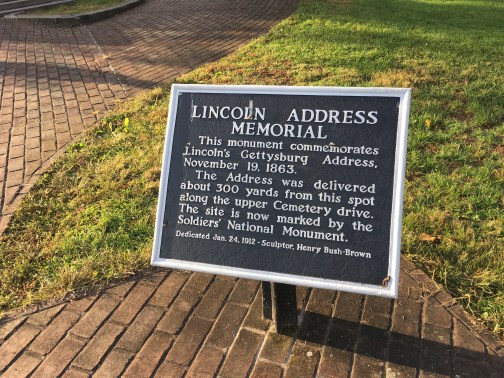 LINCOLN ADDRESS
MEMORIAL
This monument commemorates
Lincoln's Gettysburg Address,
November 19, 1863.
The Address was delivered
about 300 yards from this spot
along the upper Cemetery drive.
The site is now marked by the
Soldiers' National Monument.
Dedicated Jan. 24, 1912 - Sculptor, Henry Bush-Brown